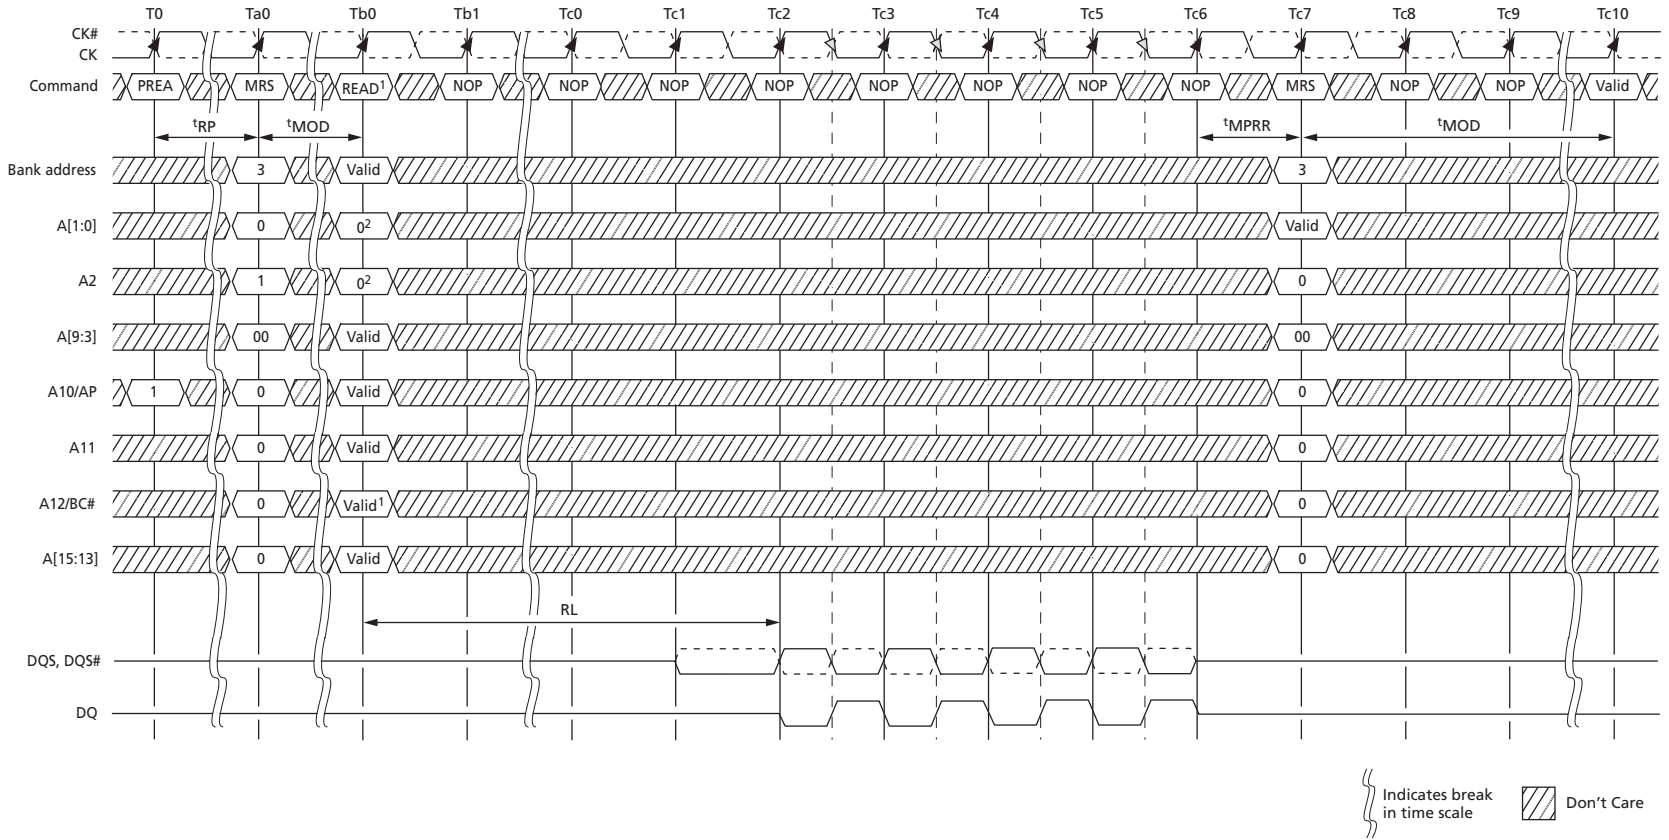 T0 Ta0 Tb0 Tb1 Tc0 Tc1 Tc2 Tc3 Tc4 Tc5 Tc6 Tc7 Tc8 Tc9 Tc10
CK#
CK
Command PREA MRS READ¹ NOP NOP NOP NOP NOP NOP NOP NOP MRS NOP NOP Valid
ᵗRP ᵗMOD ᵗMPRR ᵗMOD
Bank address 3 Valid 3
A[1:0] 0 0² Valid
A2 1 0² 0
A[9:3] 00 Valid 00
A10/AP 1 0 Valid 0
A11 0 Valid 0
A12/BC# 0 Valid¹ 0
A[15:13] 0 Valid 0
RL
DQS, DQS#
DQ
Indicates break
in time scale
Don't Care